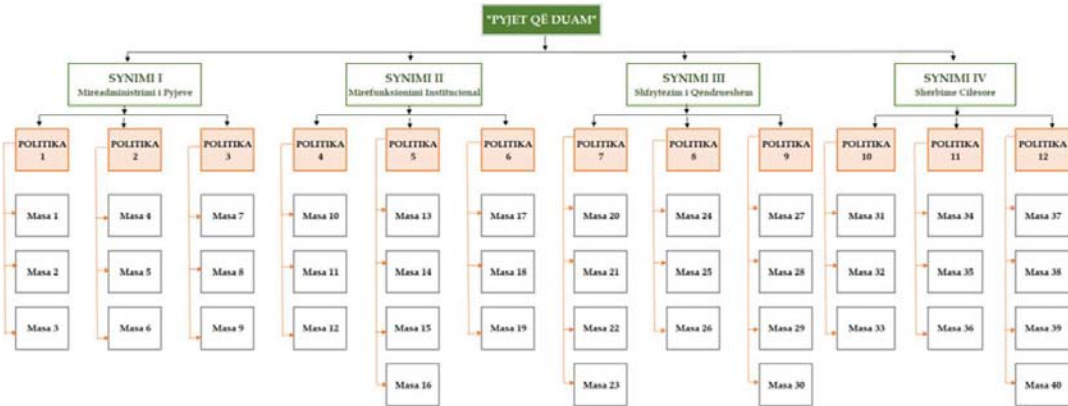 "PYJET QË DUAM"
SYNIMI I
Mirëadministrimi i Pyjeve
SYNIMI II
Mirëfunksionimi Institucional
SYNIMI III
Shfrytëzim i Qëndrueshëm
SYNIMI IV
Shërbime Cilësore
POLITIKA
1
POLITIKA
2
POLITIKA
3
POLITIKA
4
POLITIKA
5
POLITIKA
6
POLITIKA
7
POLITIKA
8
POLITIKA
9
POLITIKA
10
POLITIKA
11
POLITIKA
12
Masa 1
Masa 4
Masa 7
Masa 10
Masa 13
Masa 17
Masa 20
Masa 24
Masa 27
Masa 31
Masa 34
Masa 37
Masa 2
Masa 5
Masa 8
Masa 11
Masa 14
Masa 18
Masa 21
Masa 25
Masa 28
Masa 32
Masa 35
Masa 38
Masa 3
Masa 6
Masa 9
Masa 12
Masa 15
Masa 19
Masa 22
Masa 26
Masa 29
Masa 33
Masa 36
Masa 39
Masa 16
Masa 23
Masa 30
Masa 40